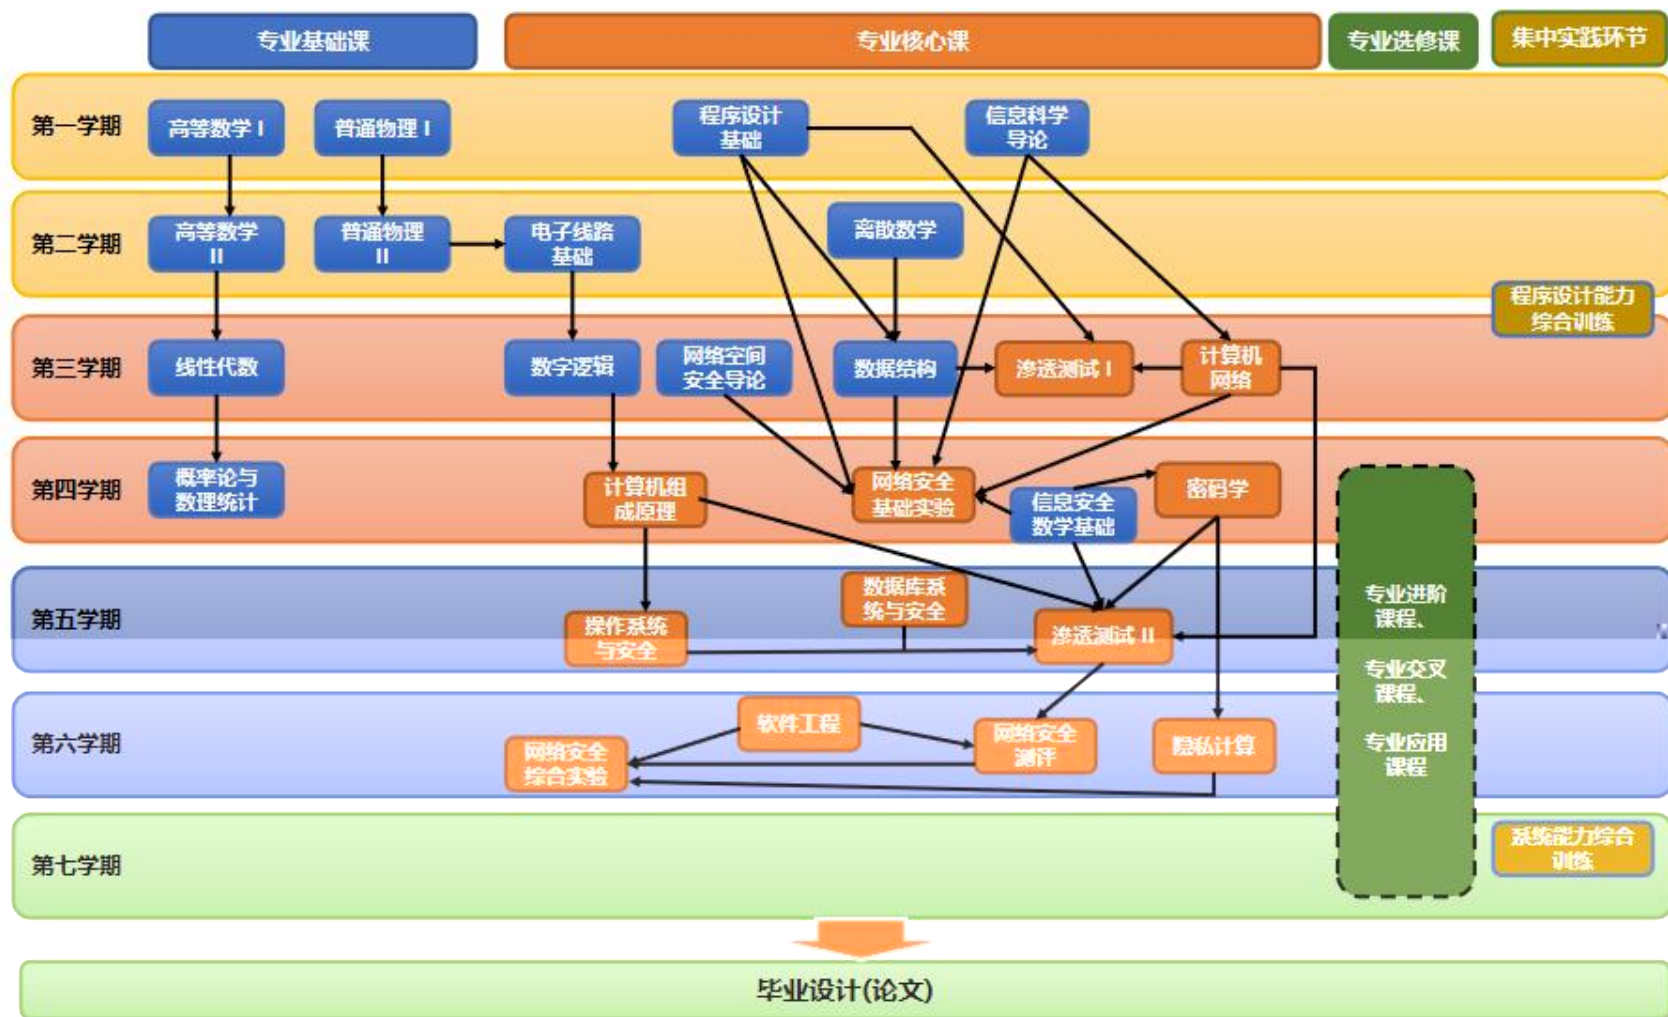 专业基础课
专业核心课
专业选修课
集中实践环节
第一学期
高等数学 I
普通物理 I
程序设计
基础
信息科学
导论
第二学期
高等数学
II
普通物理
II
电子线路
基础
离散数学
程序设计能力
综合训练
第三学期
线性代数
数字逻辑
网络空间
安全导论
数据结构
渗透测试 I
计算机
网络
第四学期
概率论与
数理统计
计算机组
成原理
网络安全
基础实验
信息安全
数学基础
密码学
第五学期
操作系统
与安全
数据库系
统与安全
渗透测试 II
专业进阶
课程、
专业交叉
课程、
专业应用
课程
第六学期
网络安全
综合实验
软件工程
网络安全
测评
隐私计算
第七学期
系统能力综合
训练
毕业设计(论文)